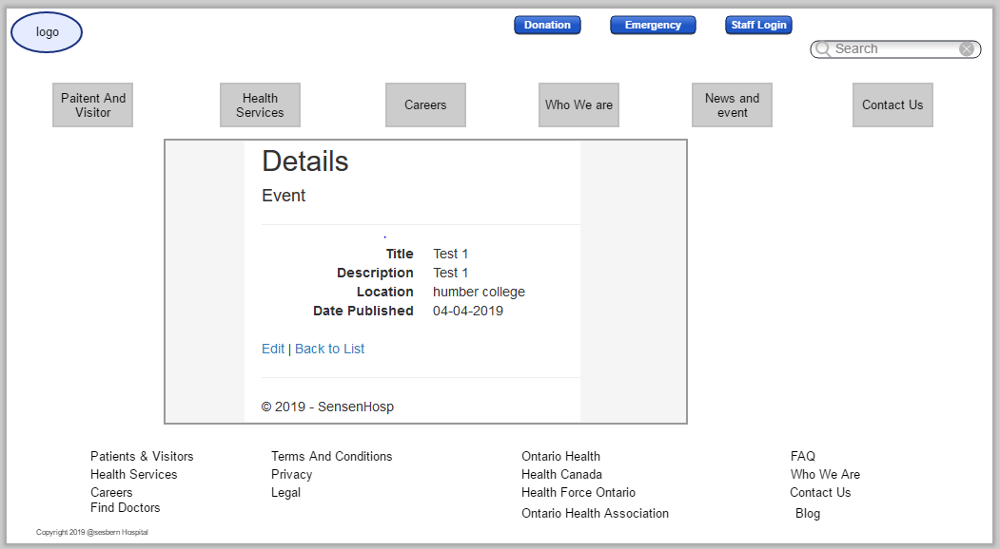 logo
Donation
Emergency
Staff Login
Search
Paitent And
Visitor
Health
Services
Careers
Who We are
News and
event
Contact Us
Details
Event
Title Test 1
Description Test 1
Location humber college
Date Published 04-04-2019
Edit | Back to List
© 2019 - SensenHosp
Patients & Visitors
Health Services
Careers
Find Doctors
Terms And Conditions
Privacy
Legal
Ontario Health
Health Canada
Health Force Ontario
Ontario Health Association
FAQ
Who We Are
Contact Us
Blog
Copyright 2019 @sesbern Hospital